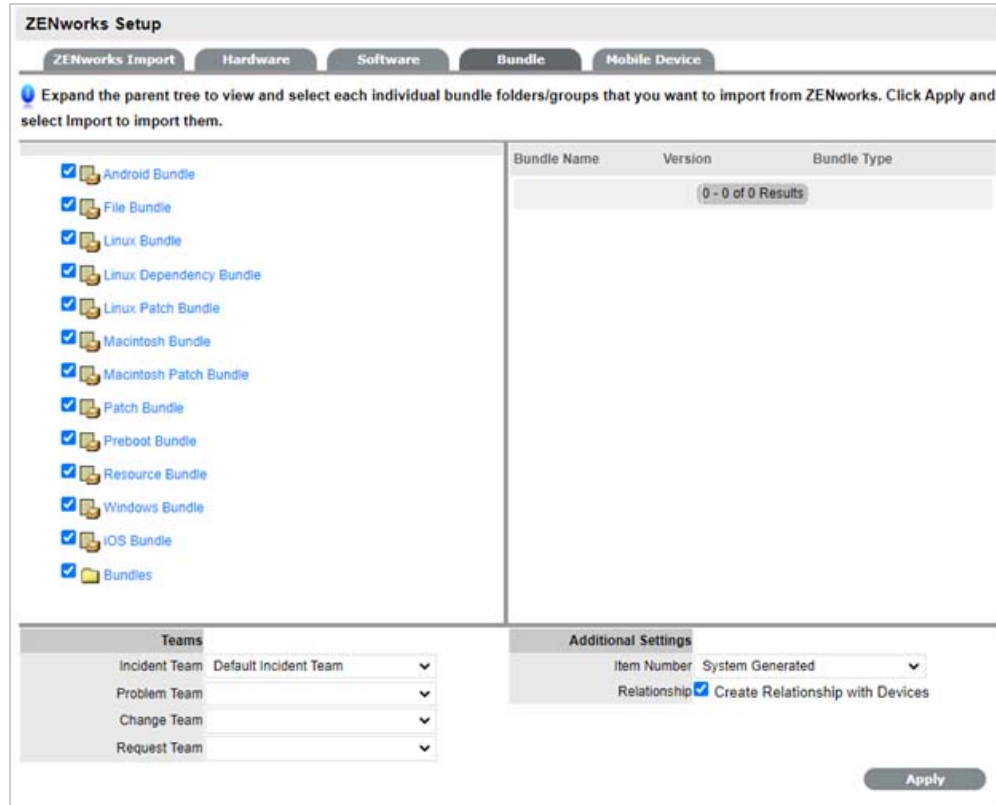 ZENworks Setup
ZENworks Import Hardware Software Bundle Mobile Device
Expand the parent tree to view and select each individual bundle folders/groups that you want to import from ZENworks. Click Apply and
select Import to import them.
Bundle Name Version Bundle Type
0 - 0 of 0 Results
Android Bundle
File Bundle
Linux Bundle
Linux Dependency Bundle
Linux Patch Bundle
Macintosh Bundle
Macintosh Patch Bundle
Patch Bundle
Preboot Bundle
Resource Bundle
Windows Bundle
iOS Bundle
Bundles
Teams
Incident Team Default Incident Team
Problem Team
Change Team
Request Team
Additional Settings
Item Number System Generated
Relationship Create Relationship with Devices
Apply